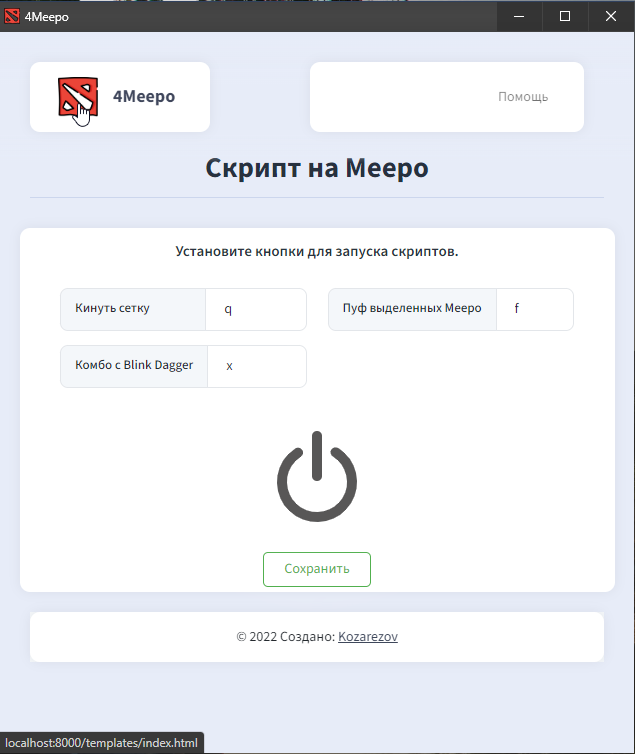 4Meepo
4Meepo
Помощь
Скрипт на Meepo
Установите кнопки для запуска скриптов.
Кинуть сетку
q
Пуф выделенных Meepo
f
Комбо с Blink Dagger
x
Сохранить
© 2022 Создано: Kozarezov
localhost:8000/templates/index.html